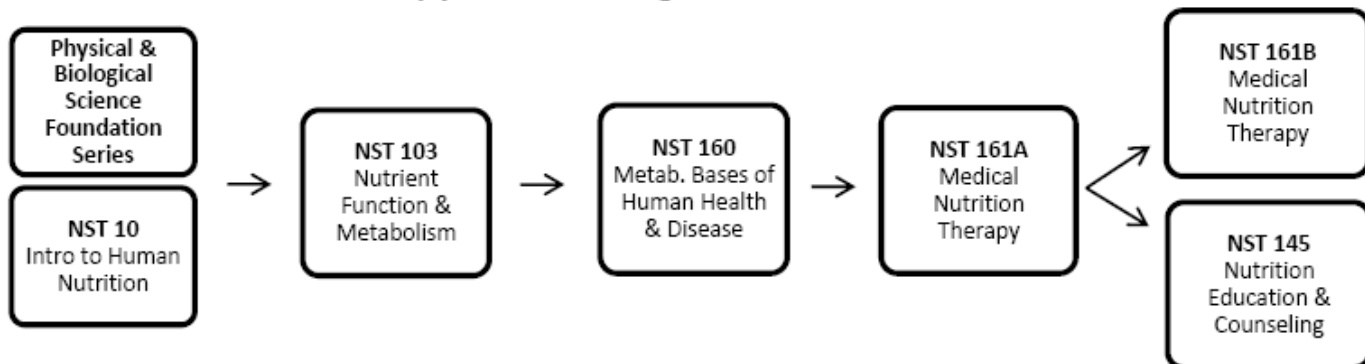 Physical &
Biological
Science
Foundation
Series
NST 10
Intro to Human
Nutrition
NST 103
Nutrient
Function &
Metabolism
NST 160
Metab. Bases of
Human Health
& Disease
NST 161A
Medical
Nutrition
Therapy
NST 161B
Medical
Nutrition
Therapy
NST 145
Nutrition
Education &
Counseling